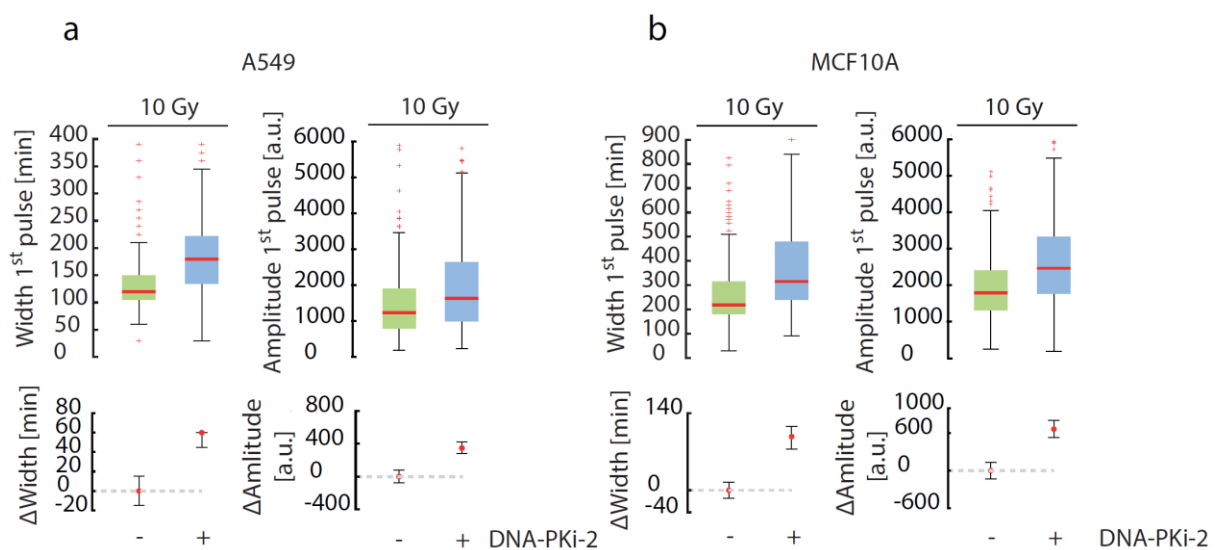 a
A549
10 Gy
Width 1st pulse [min]
400
350
300
250
200
150
100
50
0
10 Gy
Amplitude 1st pulse [a.u.]
6000
5000
4000
3000
2000
1000
0
b
MCF10A
10 Gy
Width 1st pulse [min]
900
800
700
600
500
400
300
200
100
0
10 Gy
Amplitude 1st pulse [a.u.]
6000
5000
4000
3000
2000
1000
0
ΔWidth [min]
80
60
40
20
0
-20
- +
ΔAmlitude
[a.u.]
800
400
0
-400
- + DNA-PKi-2
ΔWidth [min]
140
0
-40
- +
ΔAmlitude
[a.u.]
1000
600
0
-600
- + DNA-PKi-2